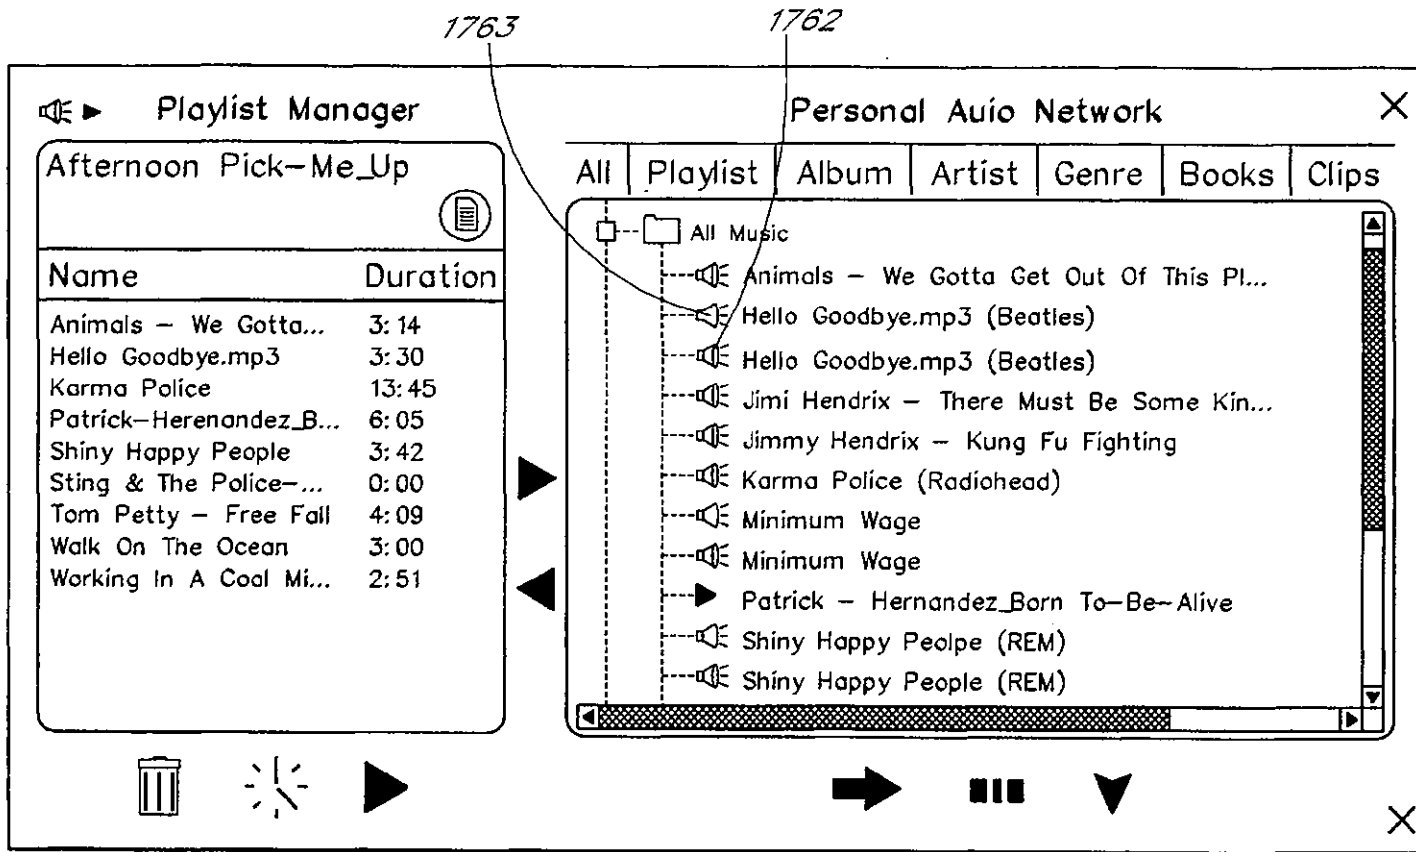 1763 1762
Playlist Manager
Personal Auio Network
Afternoon Pick-Me_Up
Name Duration
Animals - We Gotta... 3:14
Hello Goodbye.mp3 3:30
Karma Police 13:45
Patrick-Herenandez_B... 6:05
Shiny Happy People 3:42
Sting & The Police-... 0:00
Tom Petty - Free Fall 4:09
Walk On The Ocean 3:00
Working In A Coal Mi... 2:51
All Playlist Album Artist Genre Books Clips
All Music
Animals - We Gotta Get Out Of This Pl...
Hello Goodbye.mp3 (Beatles)
Hello Goodbye.mp3 (Beatles)
Jimi Hendrix - There Must Be Some Kin...
Jimmy Hendrix - Kung Fu Fighting
Karma Police (Radiohead)
Minimum Wage
Minimum Wage
Patrick - Hernandez_Born To-Be-Alive
Shiny Happy Peolpe (REM)
Shiny Happy People (REM)